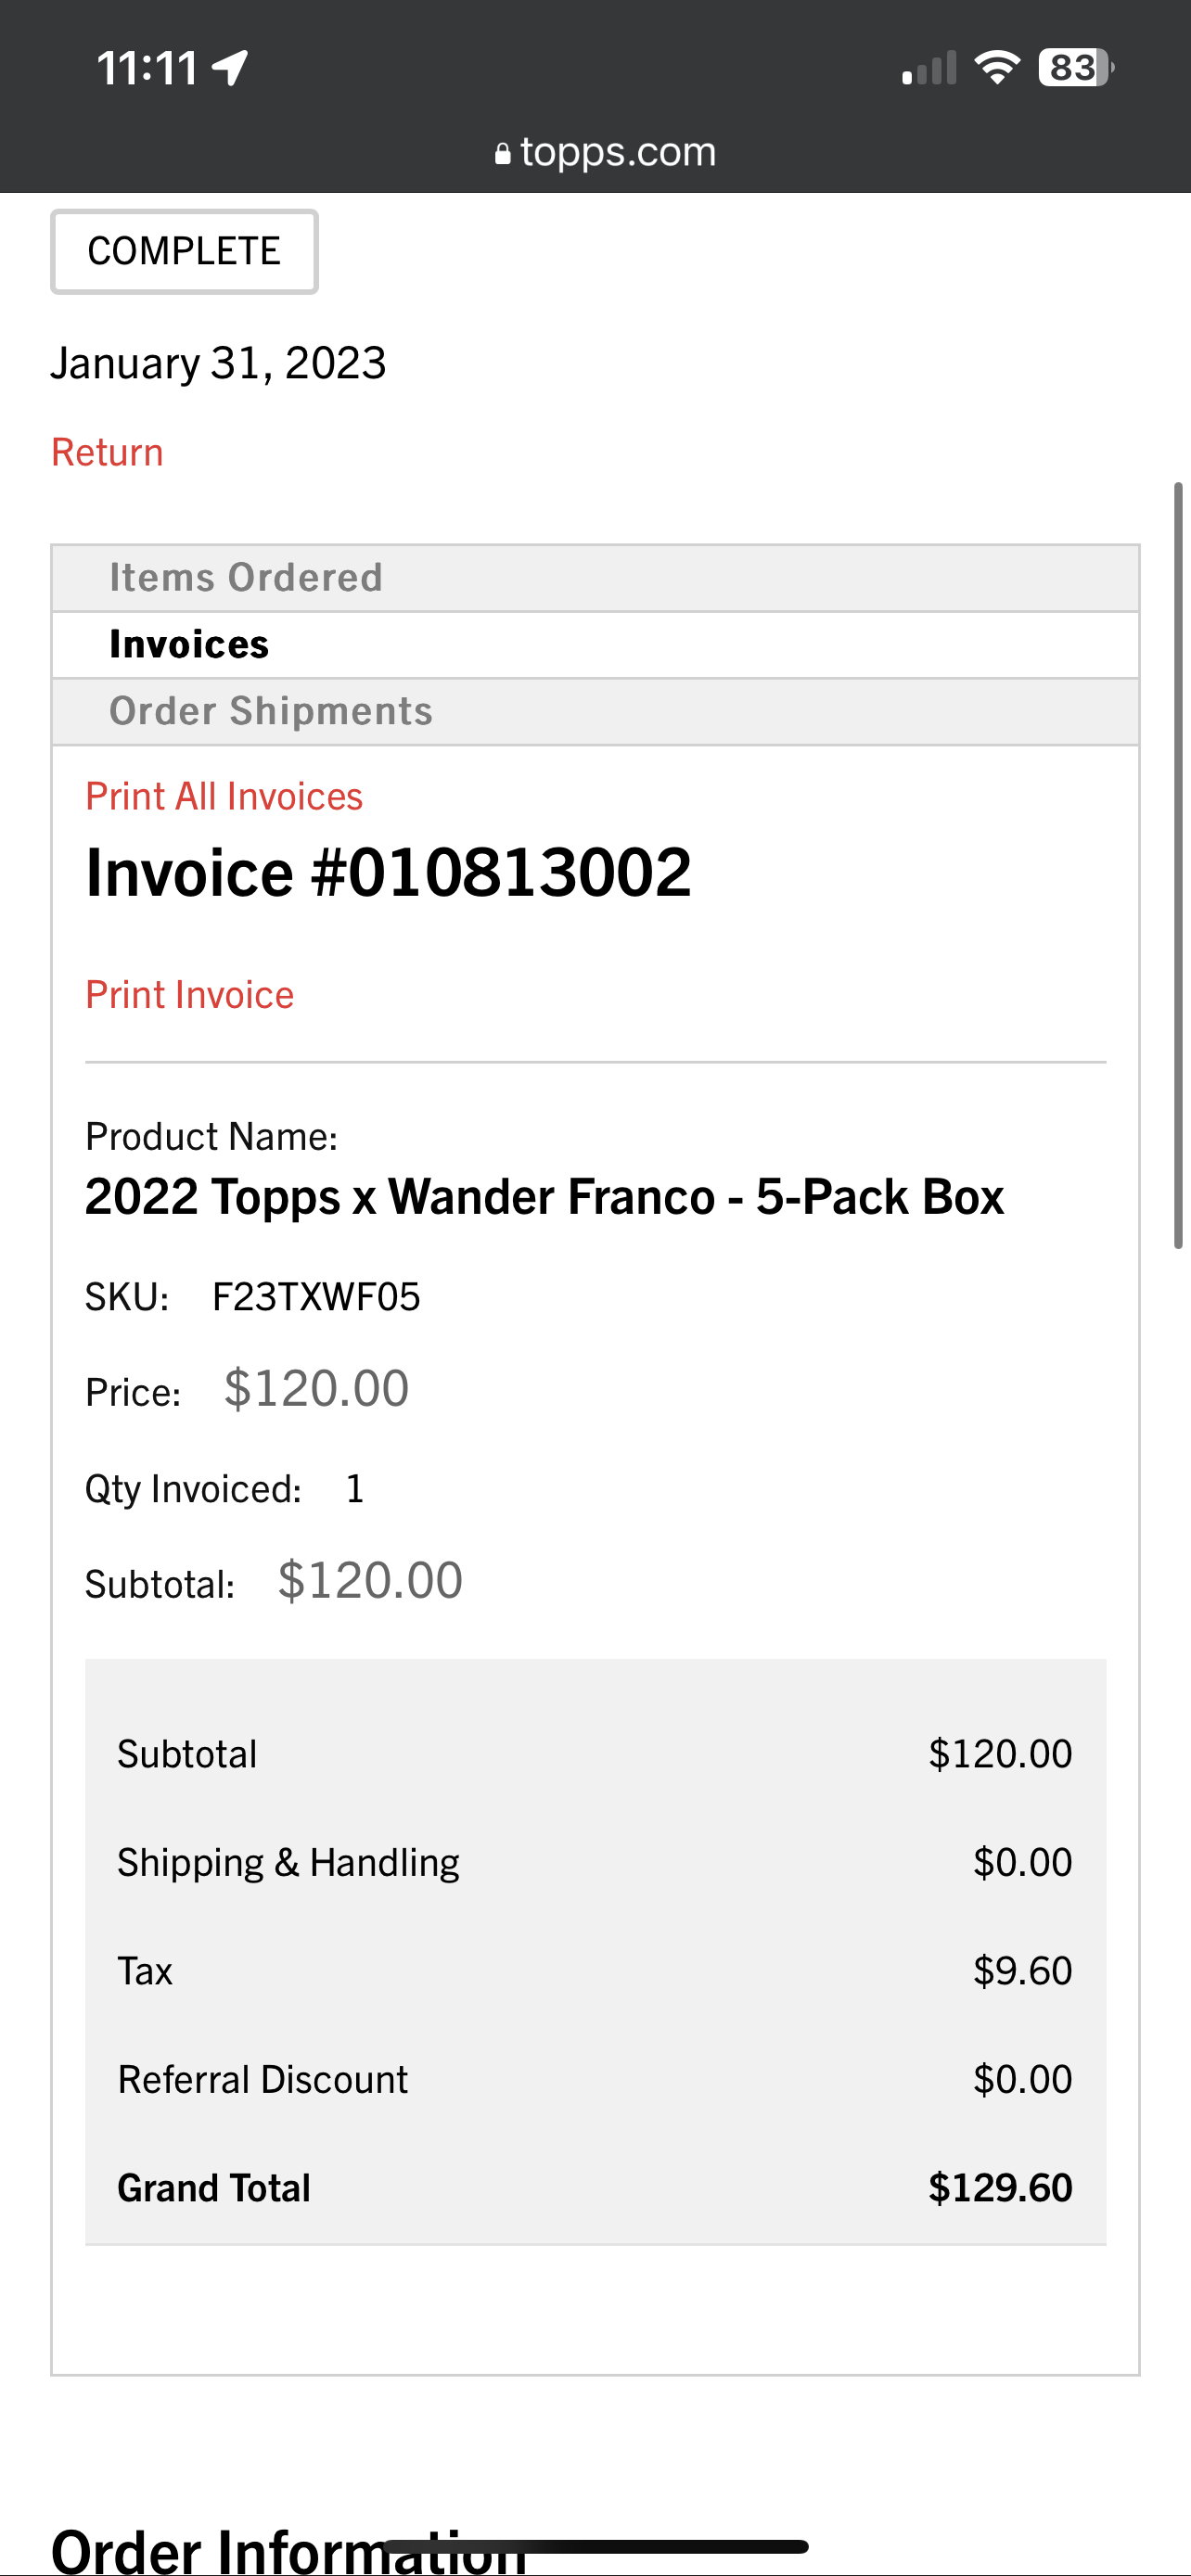 11:11
83
topps.com
COMPLETE
January 31, 2023
Return
Items Ordered
Invoices
Order Shipments
Print All Invoices
Invoice #010813002
Print Invoice
Product Name:
2022 Topps x Wander Franco - 5-Pack Box
SKU: F23TXWF05
Price: $120.00
Qty Invoiced: 1
Subtotal: $120.00
Subtotal $120.00
Shipping & Handling $0.00
Tax $9.60
Referral Discount $0.00
Grand Total $129.60
Order Information